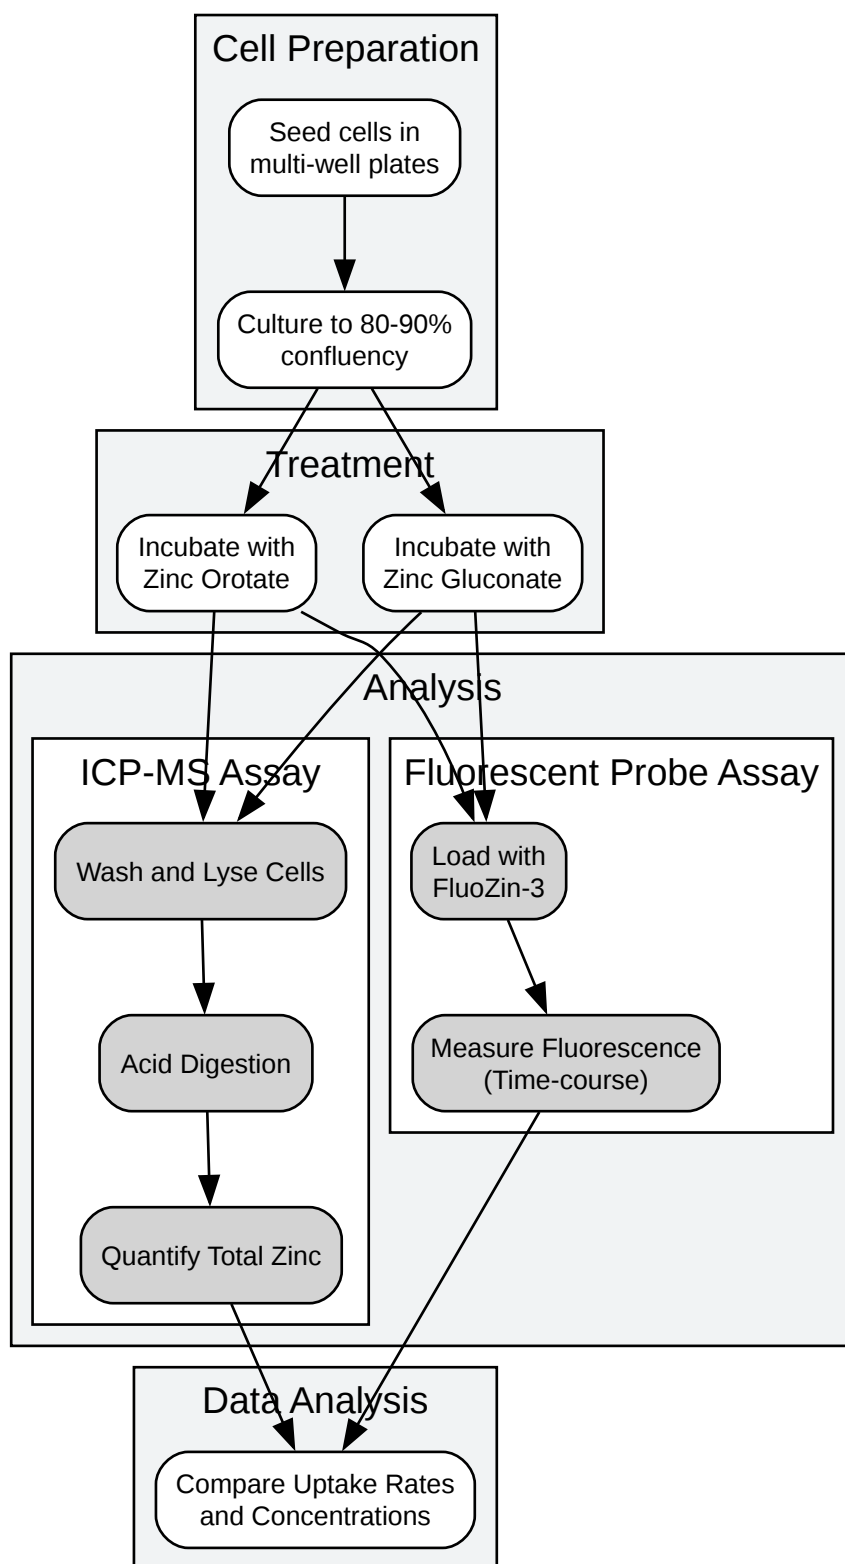 Cell Preparation
Seed cells in
multi-well plates
Culture to 80-90%
confluency
Treatment
Incubate with
Zinc Orotate
Incubate with
Zinc Gluconate
Analysis
ICP-MS Assay
Wash and Lyse Cells
Acid Digestion
Quantify Total Zinc
Fluorescent Probe Assay
Load with
FluoZin-3
Measure Fluorescence
(Time-course)
Data Analysis
Compare Uptake Rates
and Concentrations